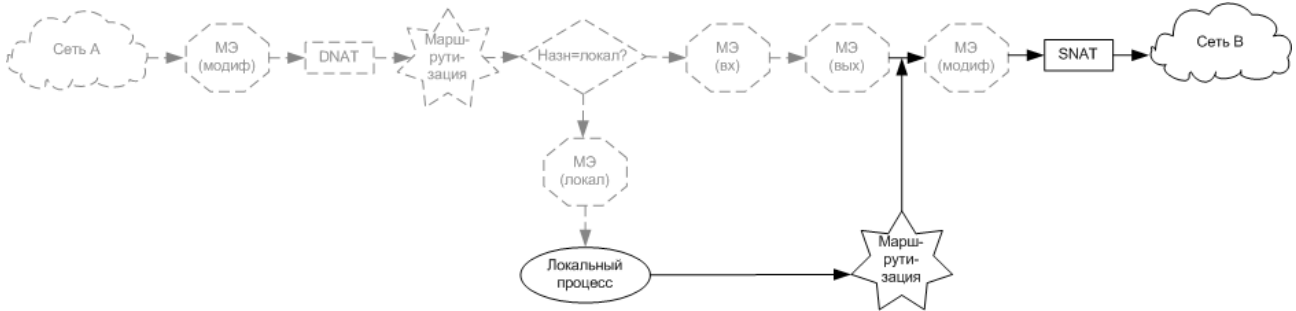 Сеть А
МЭ
(модиф)
DNAT
Марш-
рути-
зация
Назн=локал?
МЭ
(вх)
МЭ
(вых)
МЭ
(модиф)
SNAT
Сеть В
МЭ
(локал)
Локальный
процесс
Марш-
рути-
зация